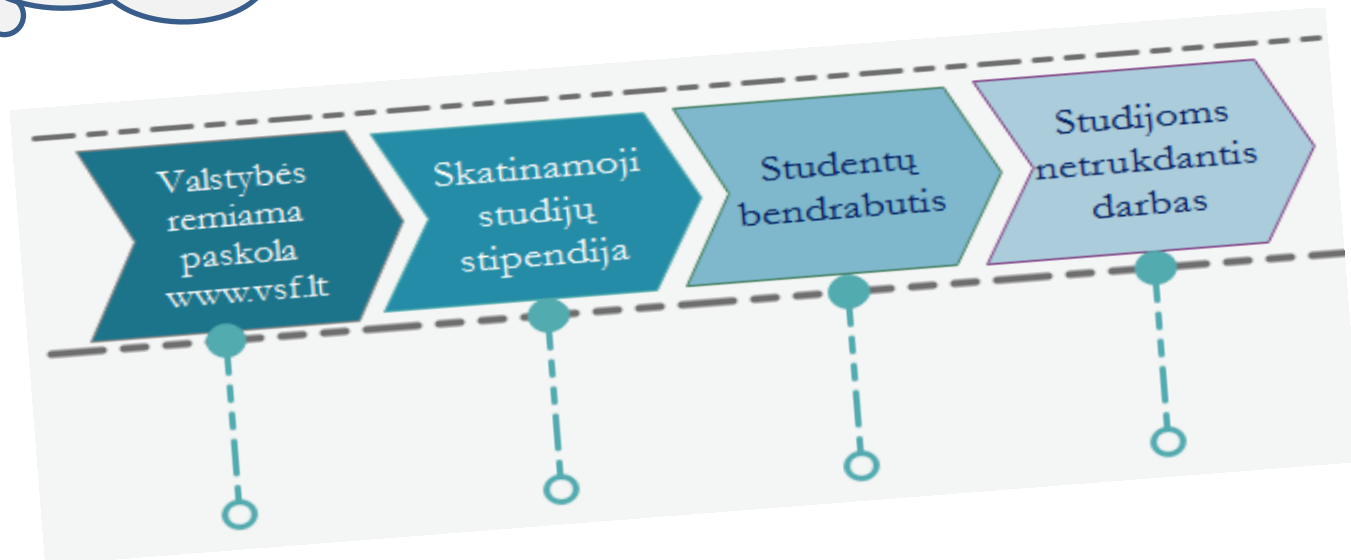 Valstybės
remiama
paskola
www.vsf.lt
Skatinamoji
studijų
stipendija
Studentų
bendrabutis
Studijoms
netrukdantis
darbas